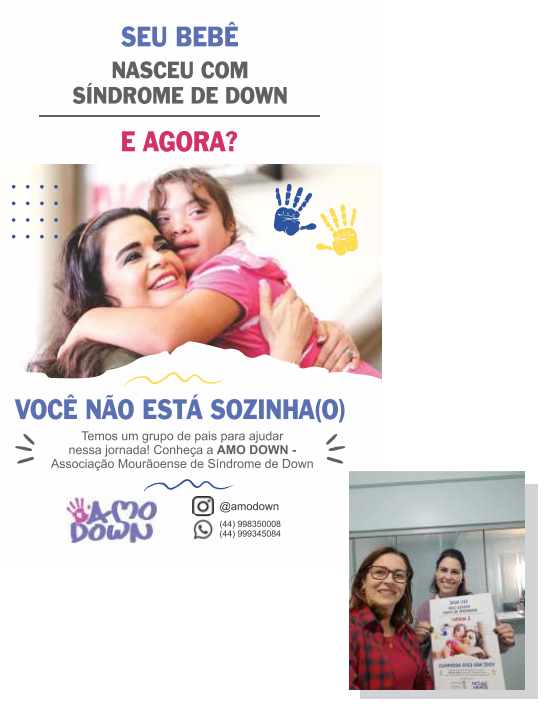 SEU BEBÊ
NASCEU COM
SÍNDROME DE DOWN
E AGORA?
VOCÊ NÃO ESTÁ SOZINHA(O)
Temos um grupo de pais para ajudar
nessa jornada! Conheça a AMO DOWN -
Associação Mourãoense de Síndrome de Down
AMO
DOWN
@amodown
(44) 998350008
(44) 999345084